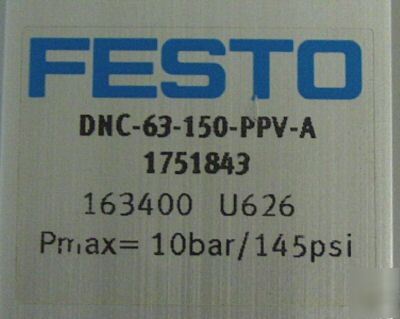 FESTO
DNC-63-150-PPV-A
1751843
163400 U626
Pmax= 10bar/145psi